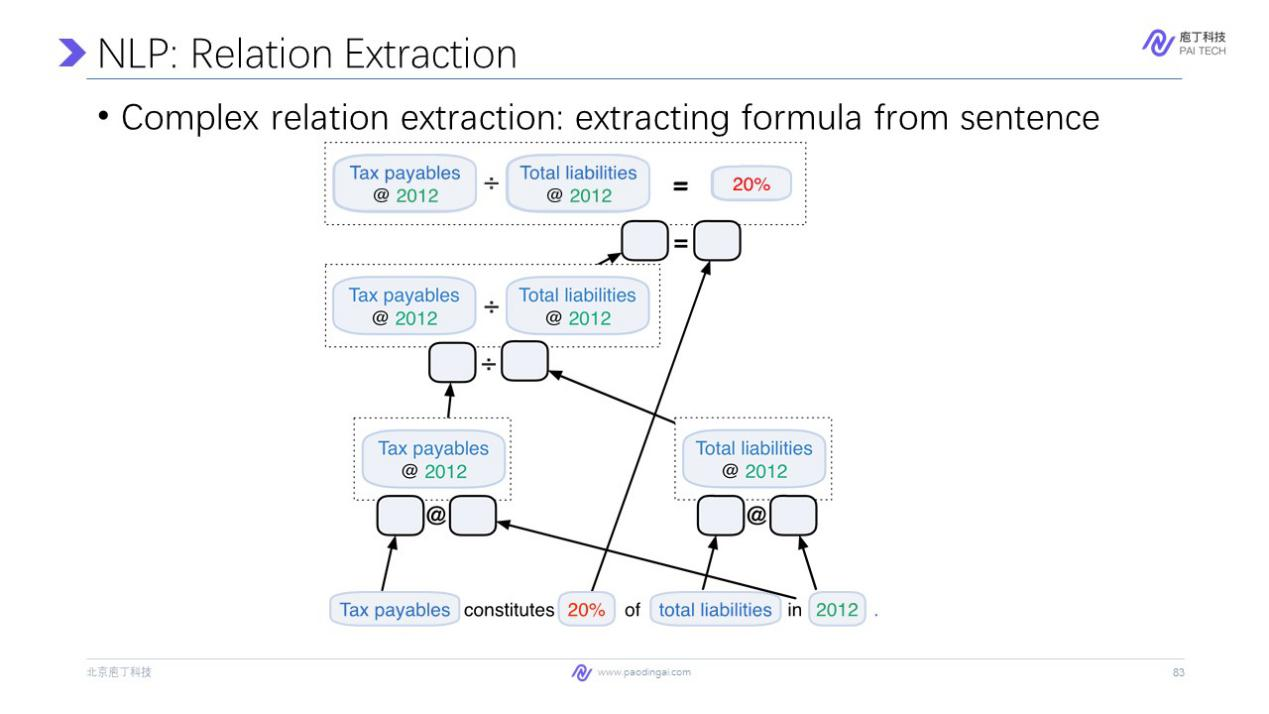 NLP: Relation Extraction
庖丁科技
PAI TECH
• Complex relation extraction: extracting formula from sentence
Tax payables
@ 2012
÷
Total liabilities
@ 2012
=
20%
=
Tax payables
@ 2012
÷
Total liabilities
@ 2012
÷
Tax payables
@ 2012
Total liabilities
@ 2012
@
@
Tax payables constitutes 20% of total liabilities in 2012 .
北京庖丁科技
www.paodingai.com
83